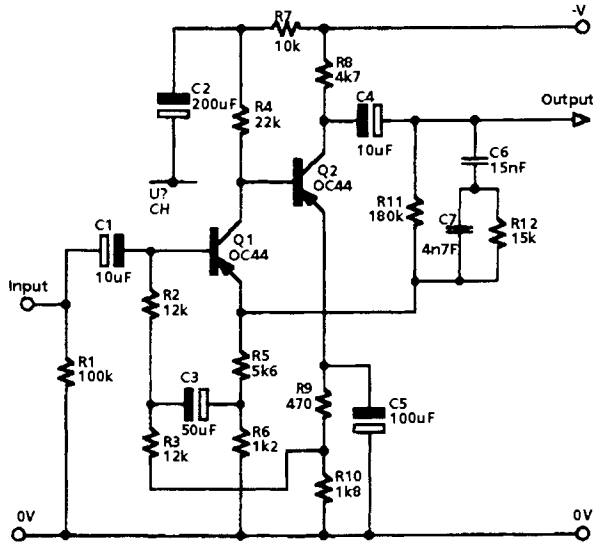 R7
10k
-V
C2
200uF
R4
22k
R8
4k7
C4
10uF
Output
C6
15nF
Q2
OC44
U?
CH
R11
180k
C7
4n7F
R12
15k
C1
10uF
Q1
OC44
Input
R2
12k
R1
100k
R5
5k6
C3
50uF
R9
470
C5
100uF
R3
12k
R6
1k2
R10
1k8
0V
0V